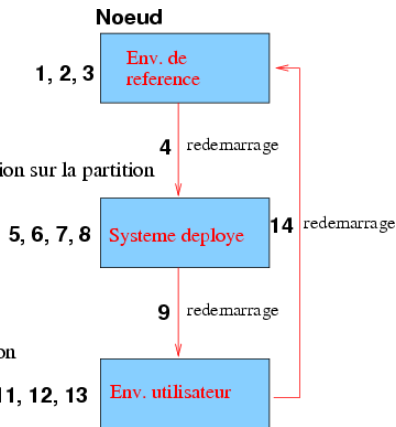 Noeud
1, 2, 3
Env. de
reference
4 redemarrage
ion sur la partition
5, 6, 7, 8
Systeme deploye
14 redemarrage
9 redemarrage
on
11, 12, 13
Env. utilisateur